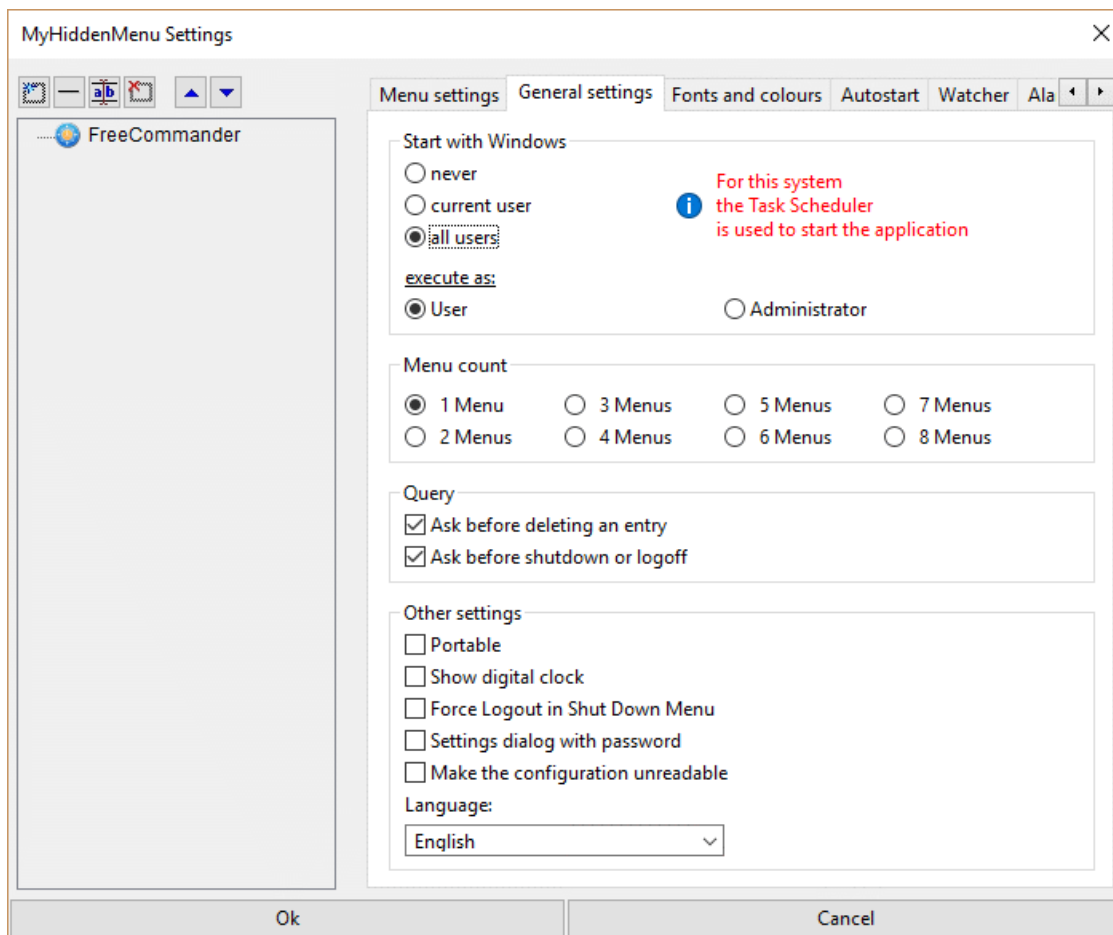 MyHiddenMenu Settings
ab
Menu settings General settings Fonts and colours Autostart Watcher Ala
FreeCommander
Start with Windows
never
current user
all users
For this system
the Task Scheduler
is used to start the application
execute as:
User Administrator
Menu count
1 Menu 3 Menus 5 Menus 7 Menus
2 Menus 4 Menus 6 Menus 8 Menus
Query
Ask before deleting an entry
Ask before shutdown or logoff
Other settings
Portable
Show digital clock
Force Logout in Shut Down Menu
Settings dialog with password
Make the configuration unreadable
Language:
English
Ok Cancel